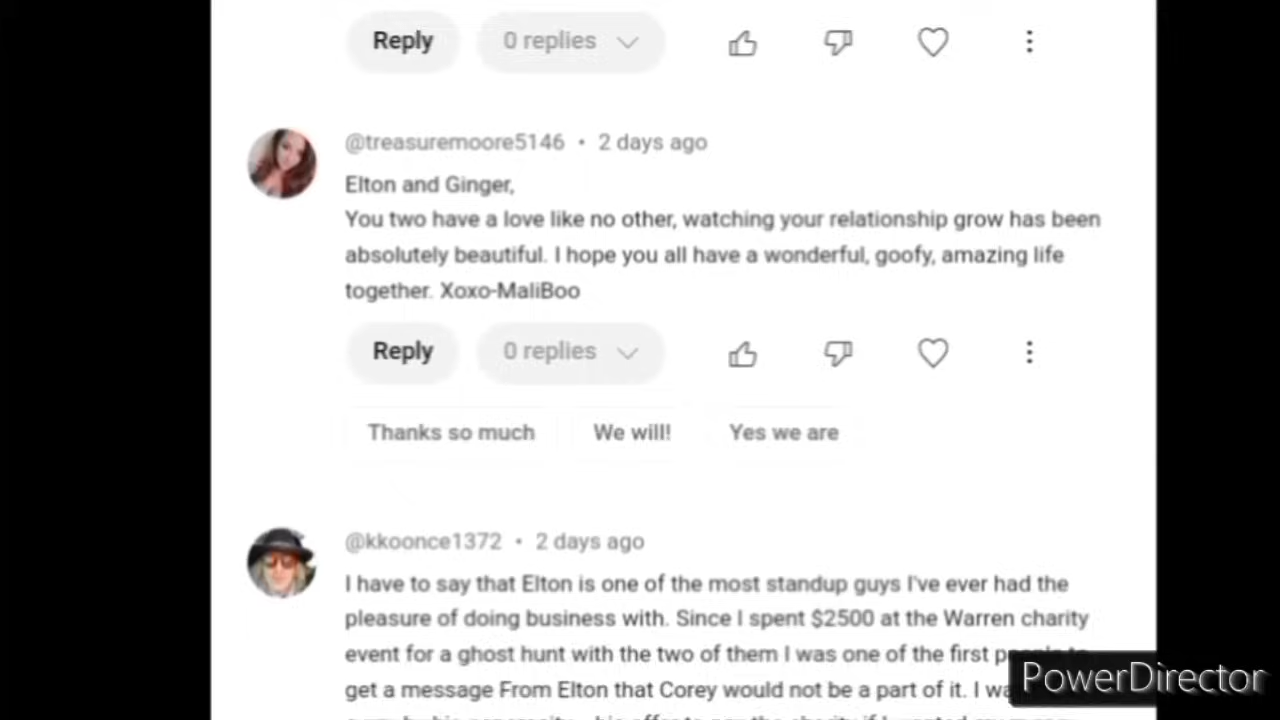 Reply 0 replies
@treasuremoore5146 • 2 days ago
Elton and Ginger,
You two have a love like no other, watching your relationship grow has been
absolutely beautiful. I hope you all have a wonderful, goofy, amazing life
together. Xoxo-MaliBoo
Reply 0 replies
Thanks so much We will! Yes we are
@kkoonce1372 • 2 days ago
I have to say that Elton is one of the most standup guys I've ever had the
pleasure of doing business with. Since I spent $2500 at the Warren charity
event for a ghost hunt with the two of them I was one of the first
get a message From Elton that Corey would not be a part of it. I
PowerDirector